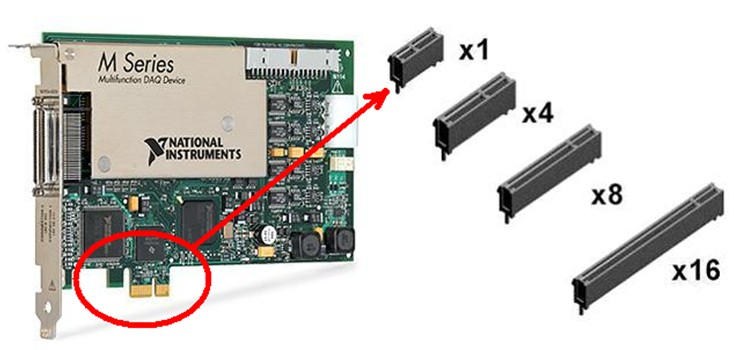 M Series
Multifunction DAQ Device
NATIONAL
INSTRUMENTS
x1
x4
x8
x16